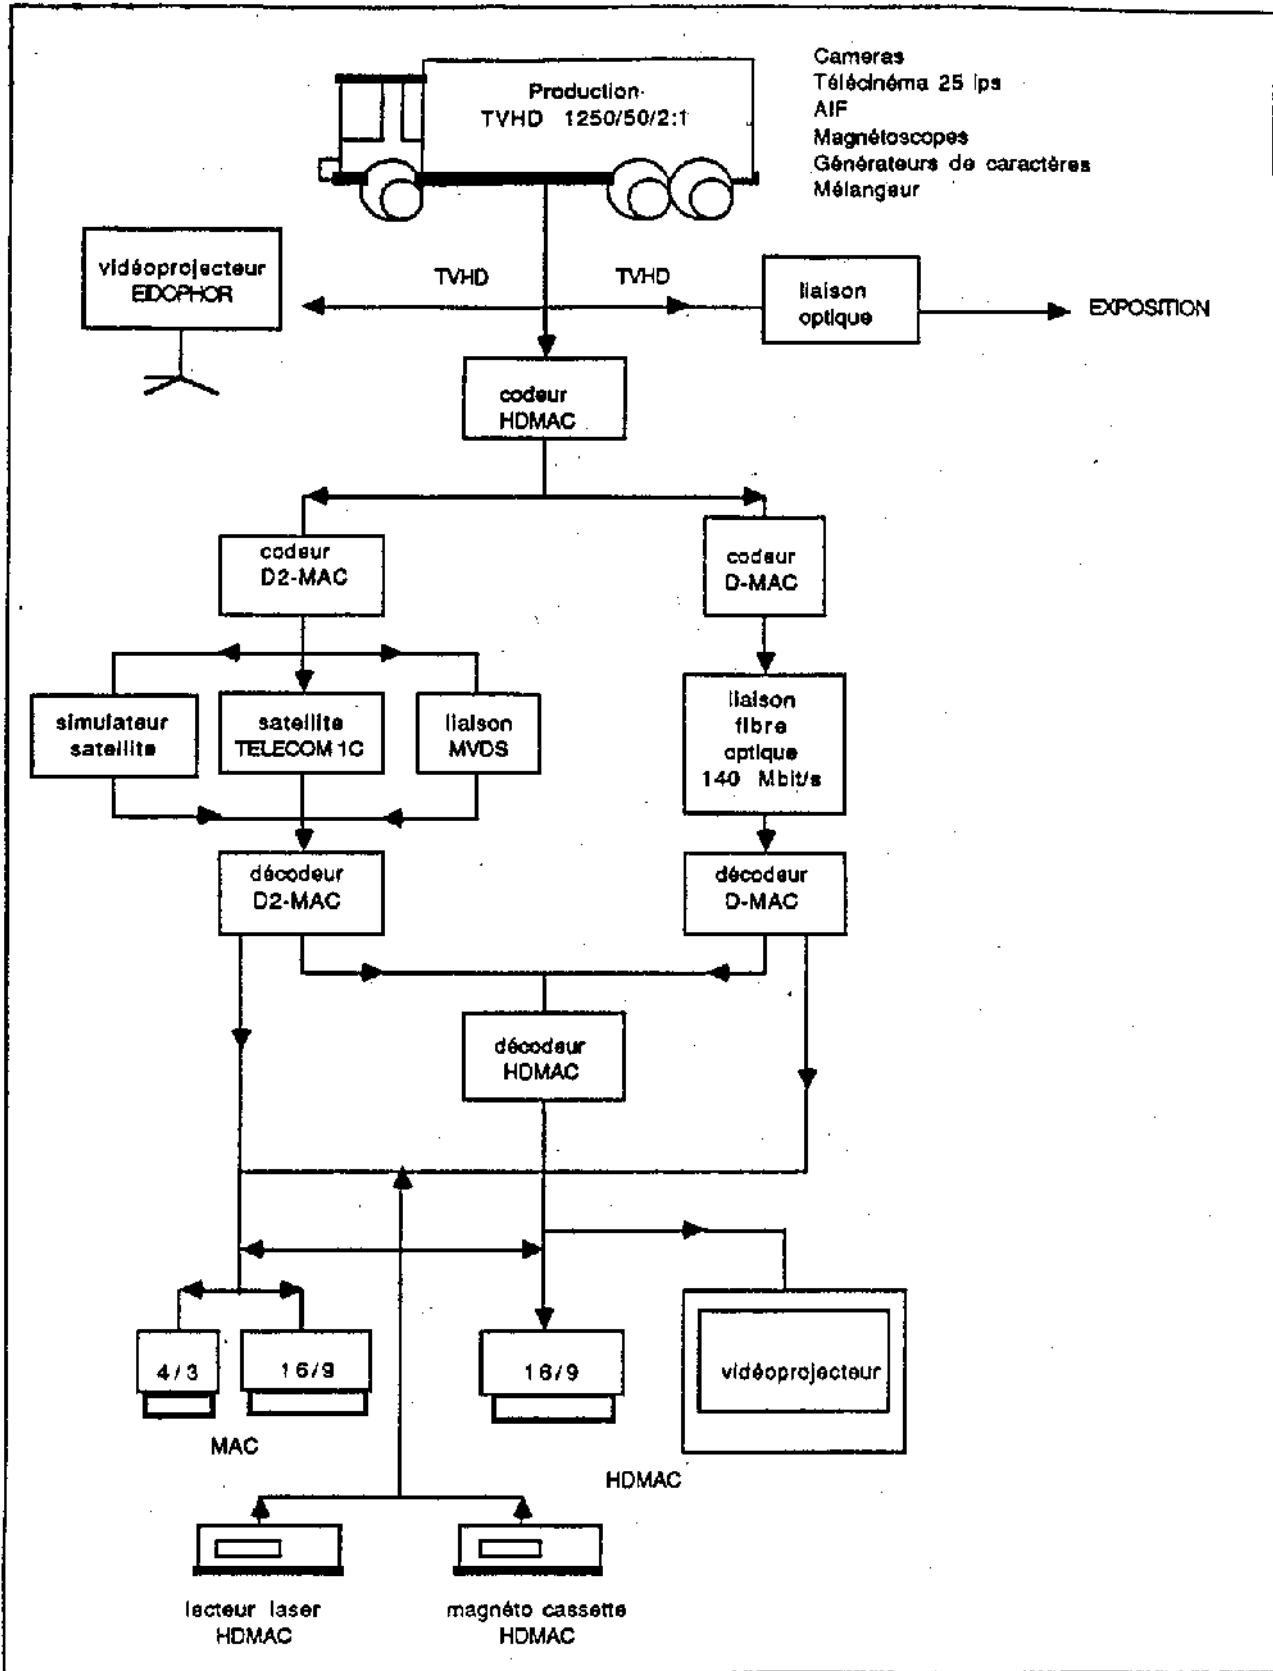 Cameras
Télécinéma 25 ips
AIF
Magnétoscopes
Générateurs de caractères
Mélangeur
Production
TVHD 1250/50/2:1
vidéoprojecteur
EIDOPHOR
TVHD
TVHD
liaison
optique
EXPOSITION
codeur
HDMAC
codeur
D2-MAC
codeur
D-MAC
simulateur
satellite
satellite
TELECOM 1C
liaison
MVDS
liaison
fibre
optique
140 Mbit/s
décodeur
D2-MAC
décodeur
D-MAC
décodeur
HDMAC
4/3
16/9
16/9
vidéoprojecteur
MAC
HDMAC
lecteur laser
HDMAC
magnéto cassette
HDMAC